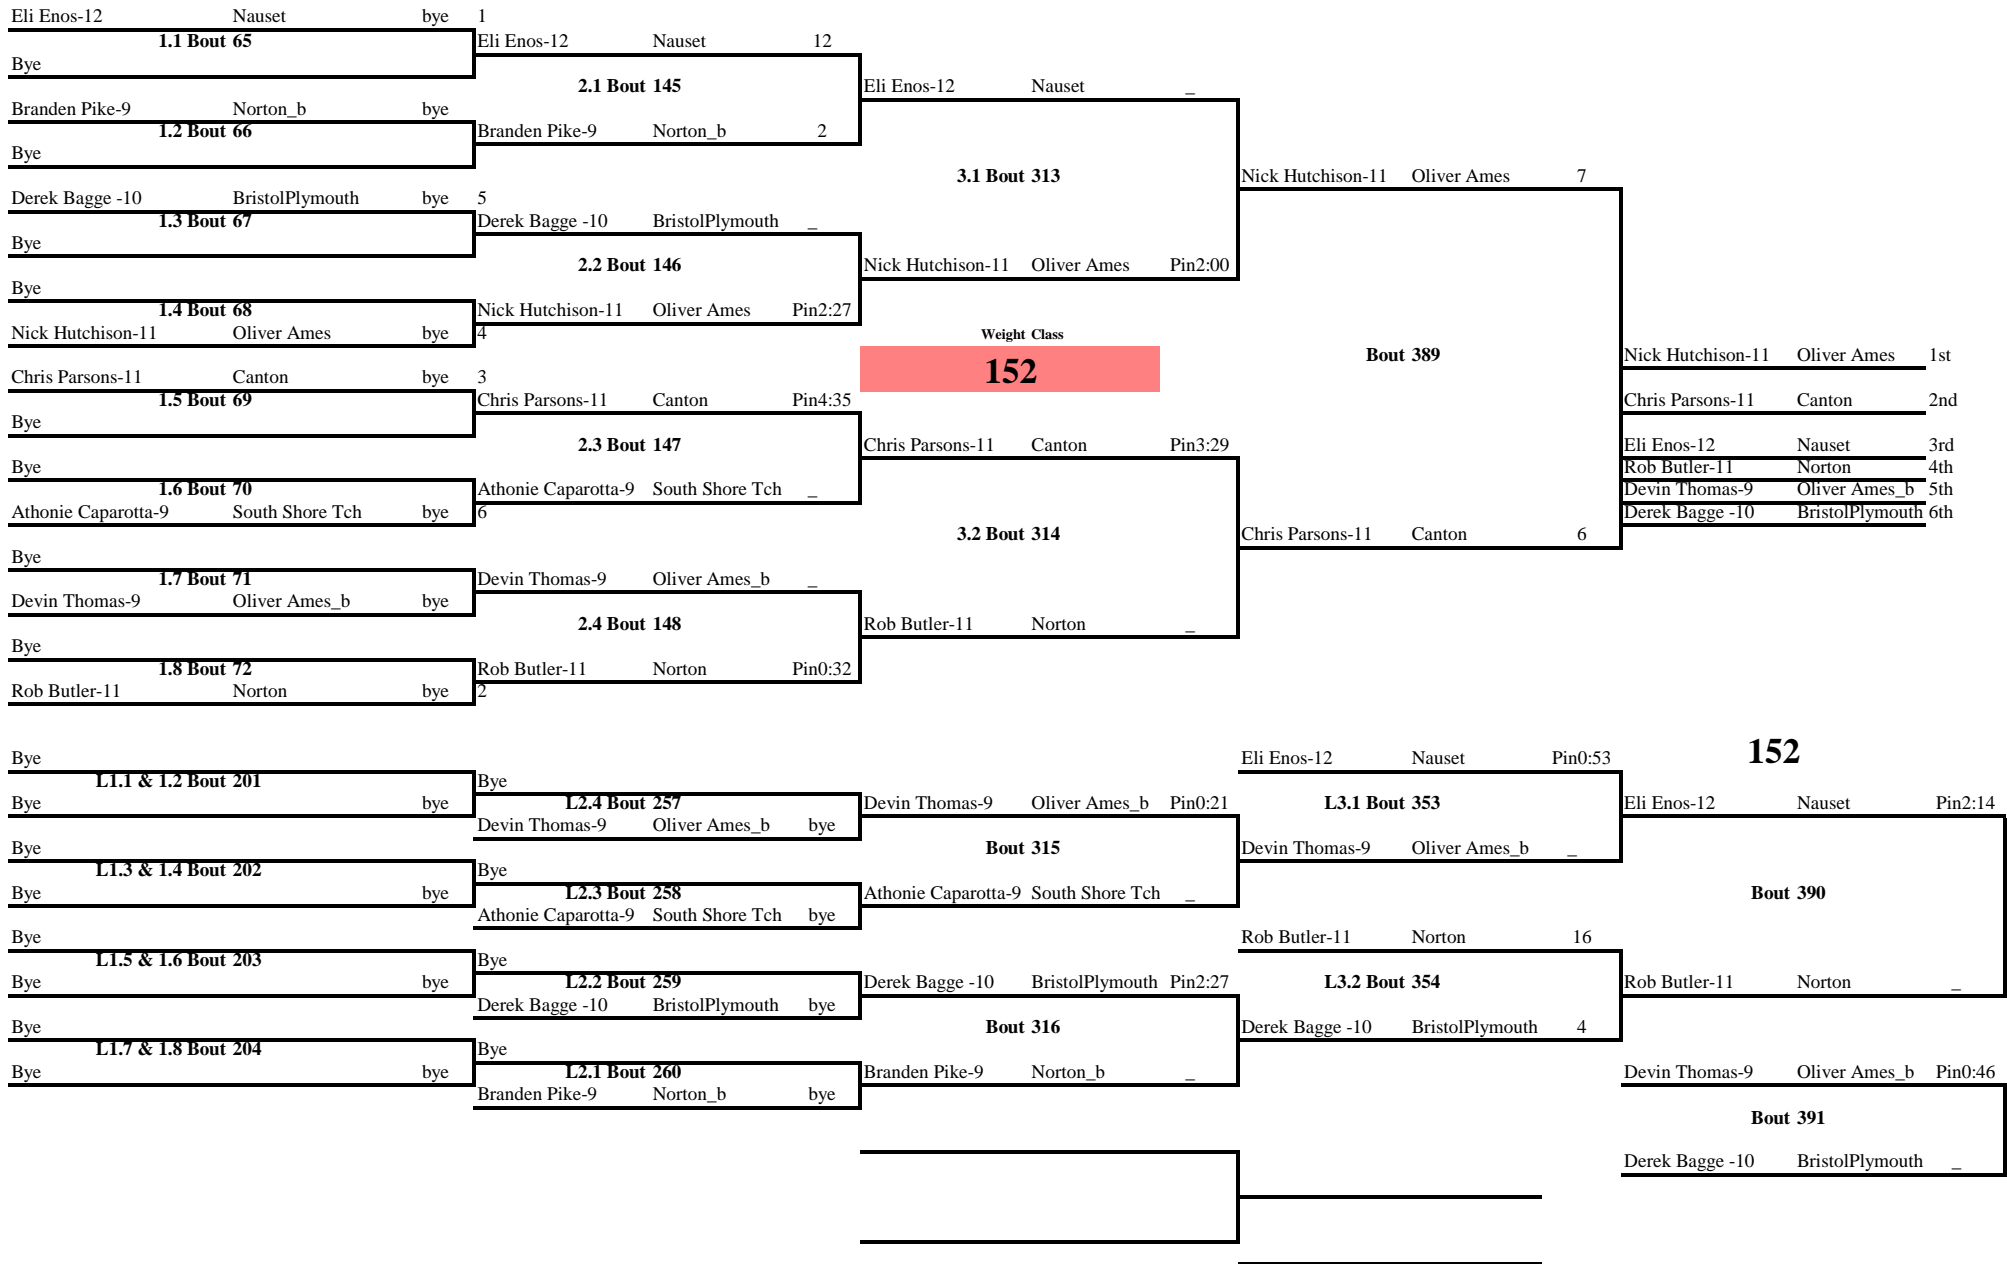 Eli Enos-12 Nauset bye 1
1.1 Bout 65
Eli Enos-12 Nauset 12
Bye
2.1 Bout 145
Eli Enos-12 Nauset _
Branden Pike-9 Norton_b bye
1.2 Bout 66
Branden Pike-9 Norton_b 2
Bye
3.1 Bout 313
Nick Hutchison-11 Oliver Ames 7
Derek Bagge -10 BristolPlymouth bye 5
1.3 Bout 67
Derek Bagge -10 BristolPlymouth _
Bye
2.2 Bout 146
Nick Hutchison-11 Oliver Ames Pin2:00
Bye
1.4 Bout 68
Nick Hutchison-11 Oliver Ames Pin2:27
Nick Hutchison-11 Oliver Ames bye 4
Weight Class
152
Bout 389
Nick Hutchison-11 Oliver Ames 1st
Chris Parsons-11 Canton bye 3
1.5 Bout 69
Chris Parsons-11 Canton Pin4:35
Chris Parsons-11 Canton 2nd
Bye
2.3 Bout 147
Chris Parsons-11 Canton Pin3:29
Eli Enos-12 Nauset 3rd
Bye
Rob Butler-11 Norton 4th
1.6 Bout 70
Athonie Caparotta-9 South Shore Tch _
Devin Thomas-9 Oliver Ames_b 5th
Athonie Caparotta-9 South Shore Tch bye 6
Derek Bagge -10 BristolPlymouth 6th
3.2 Bout 314
Chris Parsons-11 Canton 6
Bye
1.7 Bout 71
Devin Thomas-9 Oliver Ames_b _
Devin Thomas-9 Oliver Ames_b bye
2.4 Bout 148
Rob Butler-11 Norton _
Bye
1.8 Bout 72
Rob Butler-11 Norton Pin0:32
Rob Butler-11 Norton bye 2
152
Bye
Eli Enos-12 Nauset Pin0:53
L1.1 & 1.2 Bout 201
Bye
Bye bye
L2.4 Bout 257
Devin Thomas-9 Oliver Ames_b Pin0:21
L3.1 Bout 353
Eli Enos-12 Nauset Pin2:14
Devin Thomas-9 Oliver Ames_b bye
Bye
Bout 315
Devin Thomas-9 Oliver Ames_b _
L1.3 & 1.4 Bout 202
Bye
Bye bye
L2.3 Bout 258
Athonie Caparotta-9 South Shore Tch _
Bout 390
Athonie Caparotta-9 South Shore Tch bye
Bye
Rob Butler-11 Norton 16
L1.5 & 1.6 Bout 203
Bye
Bye bye
L2.2 Bout 259
Derek Bagge -10 BristolPlymouth Pin2:27
L3.2 Bout 354
Rob Butler-11 Norton _
Derek Bagge -10 BristolPlymouth bye
Bye
Bout 316
Derek Bagge -10 BristolPlymouth 4
L1.7 & 1.8 Bout 204
Bye
Bye bye
L2.1 Bout 260
Branden Pike-9 Norton_b _
Devin Thomas-9 Oliver Ames_b Pin0:46
Branden Pike-9 Norton_b bye
Bout 391
Derek Bagge -10 BristolPlymouth _